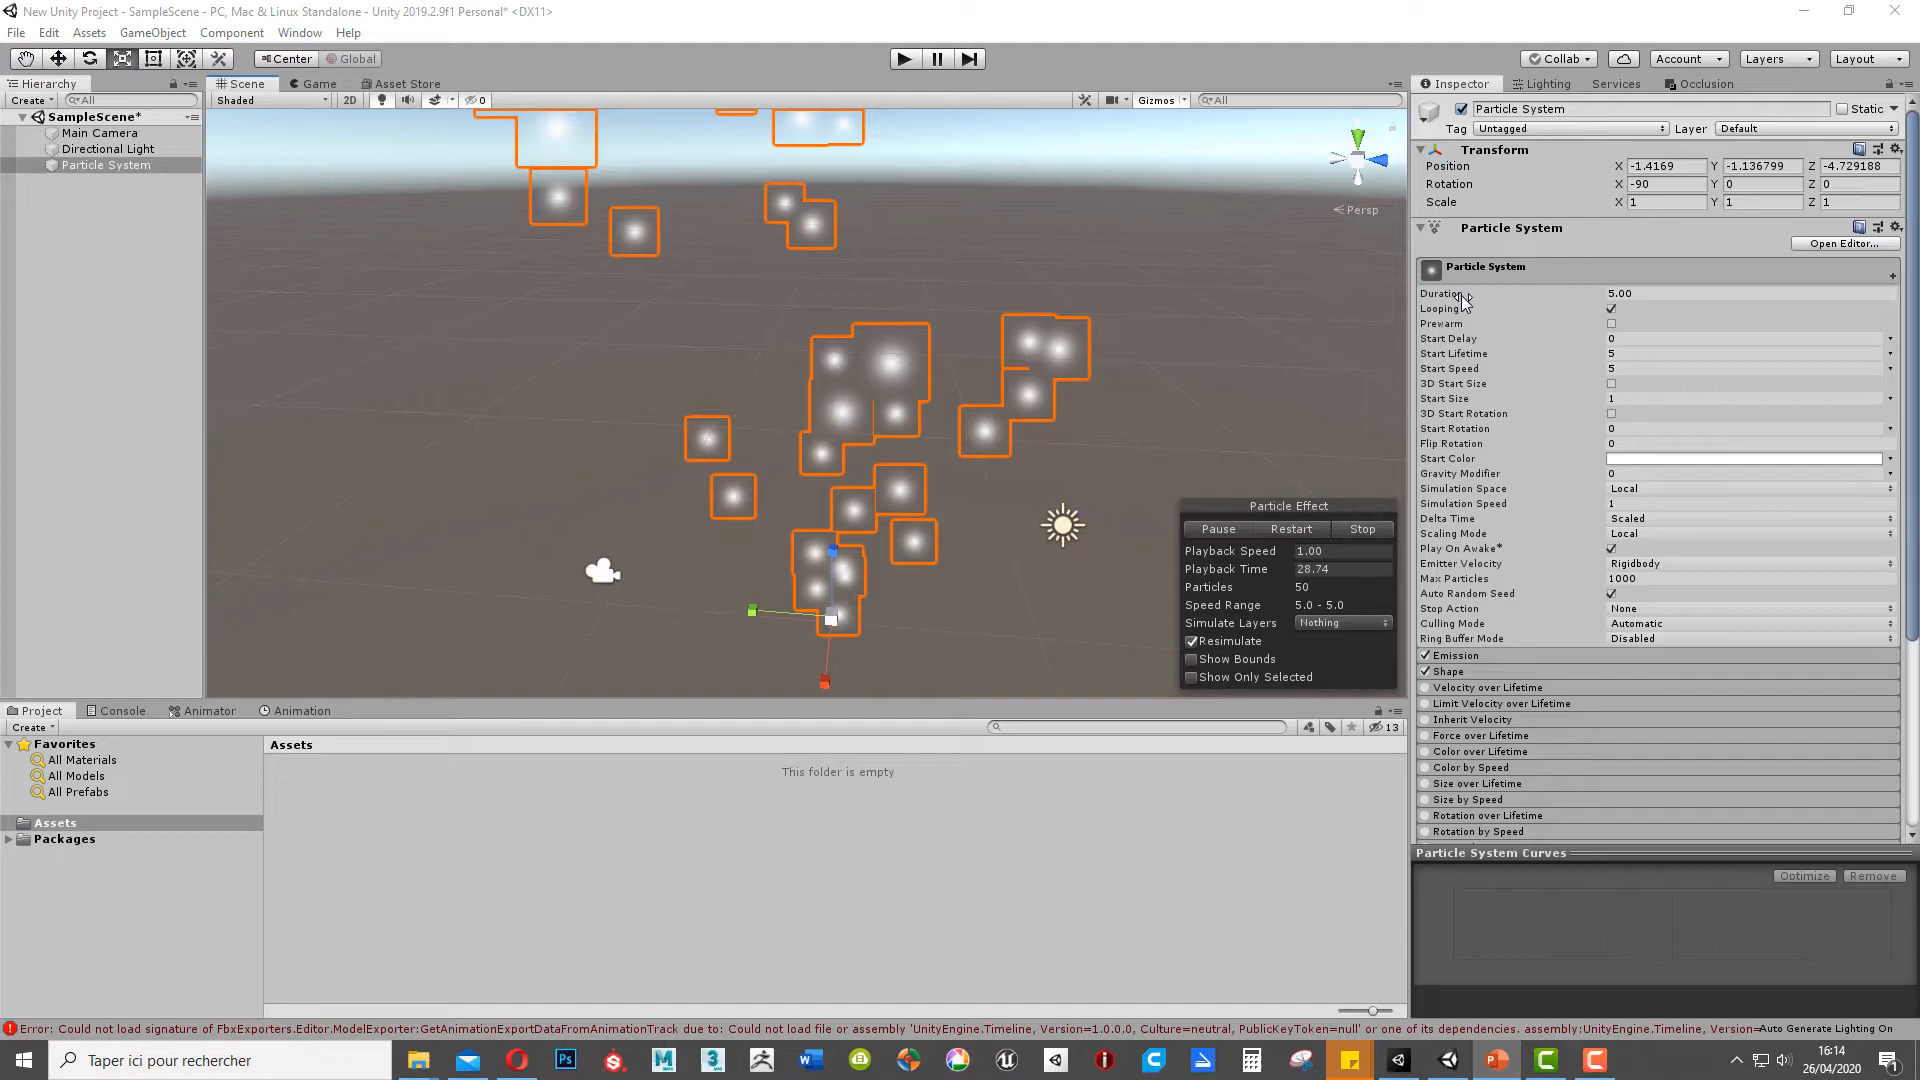 New Unity Project - SampleScene - PC, Mac & Linux Standalone - Unity 2019.2.9f1 Personal* <DX11>
File Edit Assets GameObject Component Window Help
Center Global Collab Account Layers Layout
Hierarchy Scene Game Asset Store Inspector Lighting Services Occlusion
Create All Shaded 2D 0 Gizmos All
SampleScene*
Main Camera
Directional Light
Particle System
Persp
Particle Effect
Pause Restart Stop
Playback Speed 1.00
Playback Time 28.74
Particles 50
Speed Range 5.0 - 5.0
Simulate Layers Nothing
Resimulate
Show Bounds
Show Only Selected
Particle System Static
Tag Untagged Layer Default
Transform
Position X -1.4169 Y -1.136799 Z -4.729188
Rotation X -90 Y 0 Z 0
Scale X 1 Y 1 Z 1
Particle System
Open Editor...
Particle System
Duration 5.00
Looping
Prewarm
Start Delay 0
Start Lifetime 5
Start Speed 5
3D Start Size
Start Size 1
3D Start Rotation
Start Rotation 0
Flip Rotation 0
Start Color
Gravity Modifier 0
Simulation Space Local
Simulation Speed 1
Delta Time Scaled
Scaling Mode Local
Play On Awake*
Emitter Velocity Rigidbody
Max Particles 1000
Auto Random Seed
Stop Action None
Culling Mode Automatic
Ring Buffer Mode Disabled
Emission
Shape
Velocity over Lifetime
Limit Velocity over Lifetime
Inherit Velocity
Force over Lifetime
Color over Lifetime
Color by Speed
Size over Lifetime
Size by Speed
Rotation over Lifetime
Rotation by Speed
Particle System Curves
Optimize Remove
Project Console Animator Animation
Create 13
Favorites
All Materials
All Models
All Prefabs
Assets
Packages
Assets
This folder is empty
Error: Could not load signature of FbxExporters.Editor.ModelExporter:GetAnimationExportDataFromAnimationTrack due to: Could not load file or assembly 'UnityEngine.Timeline, Version=1.0.0.0, Culture=neutral, PublicKeyToken=null' or one of its dependencies. assembly:UnityEngine.Timeline, Version= Auto Generate Lighting On
Taper ici pour rechercher
16:14
26/04/2020